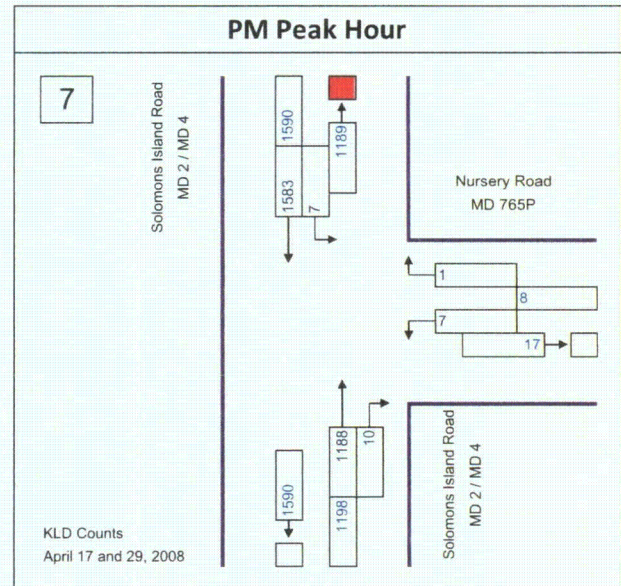 PM Peak Hour
7
Solomons Island Road
MD 2 / MD 4
1590
1189
1583
7
Nursery Road
MD 765P
1
8
7
17
1188
10
1590
1198
Solomons Island Road
MD 2 / MD 4
KLD Counts
April 17 and 29, 2008